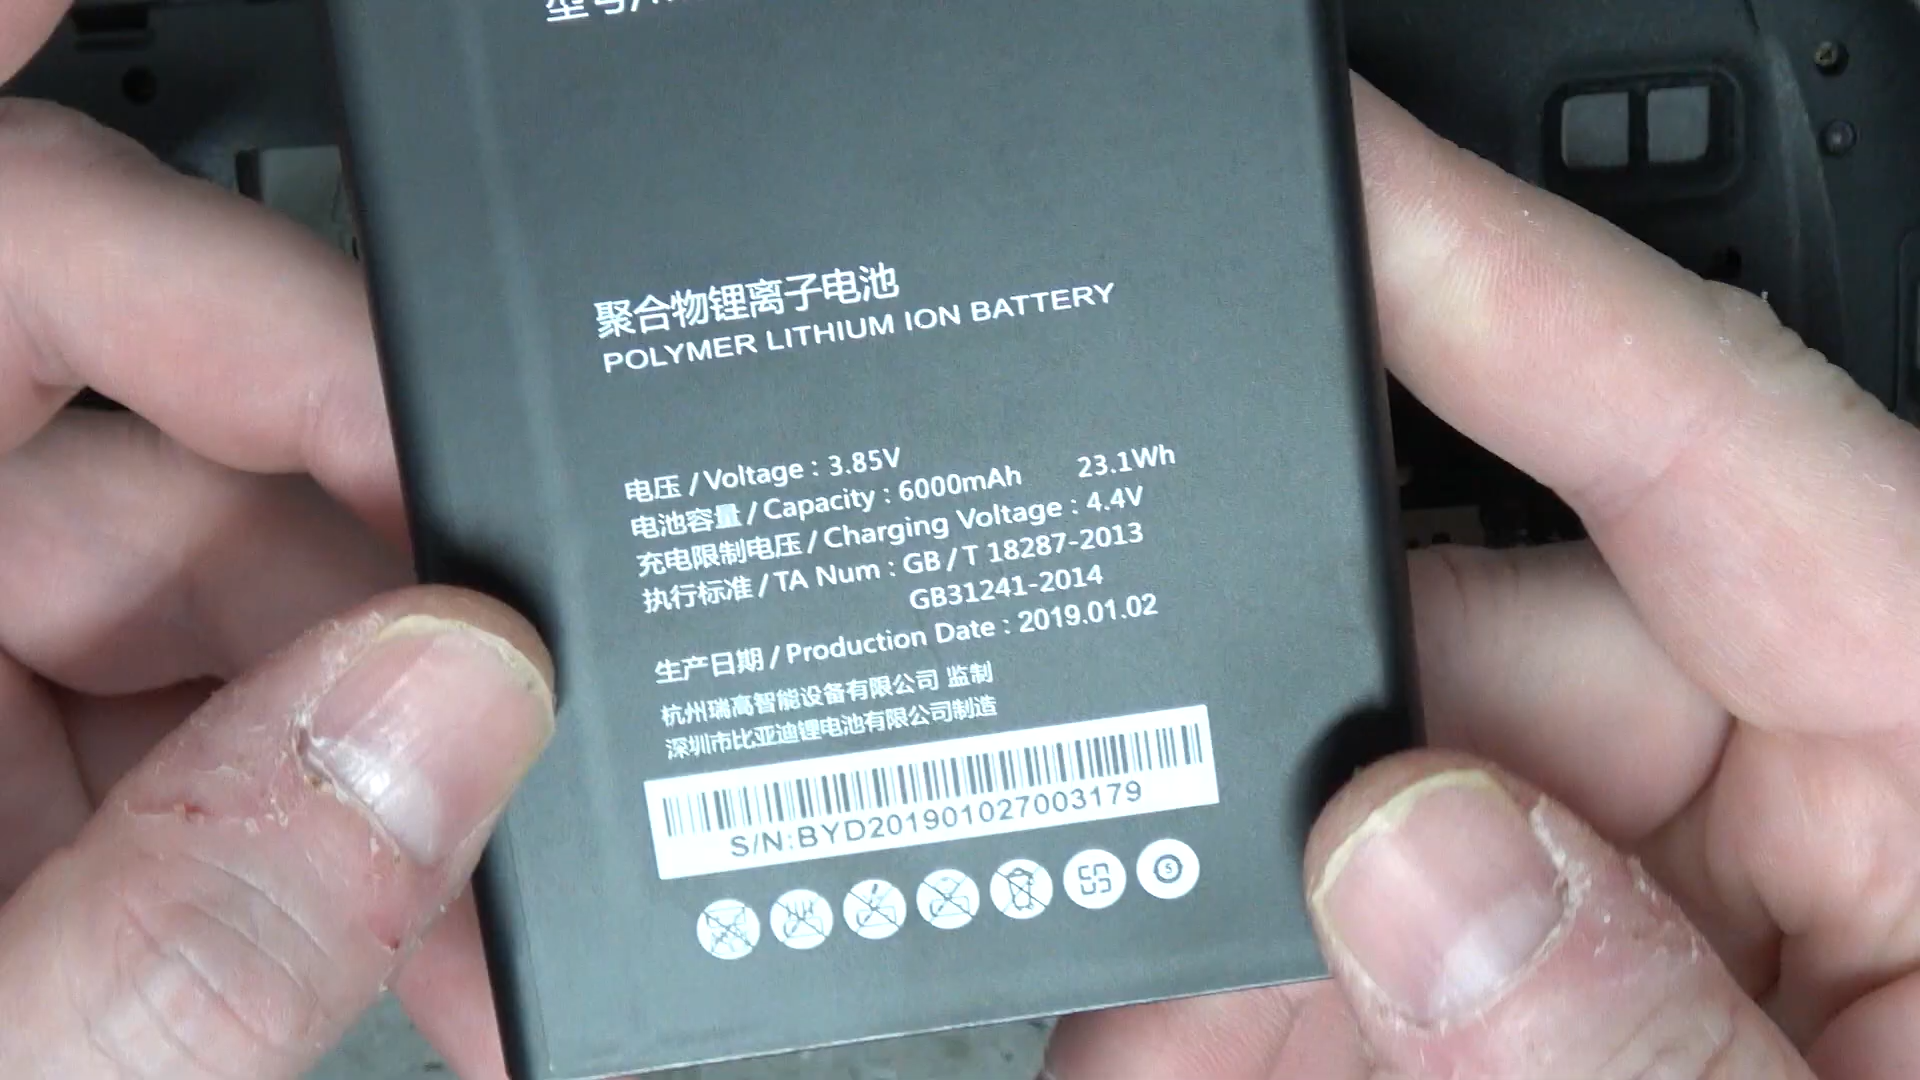 型号/
聚合物锂离子电池
POLYMER LITHIUM ION BATTERY
电压 / Voltage : 3.85V
电池容量 / Capacity : 6000mAh 23.1Wh
充电限制电压 / Charging Voltage : 4.4V
执行标准 / TA Num : GB / T 18287-2013
GB31241-2014
生产日期 / Production Date : 2019.01.02
杭州瑞高智能设备有限公司 监制
深圳市比亚迪锂电池有限公司制造
S/N:BYD201901027003179
5